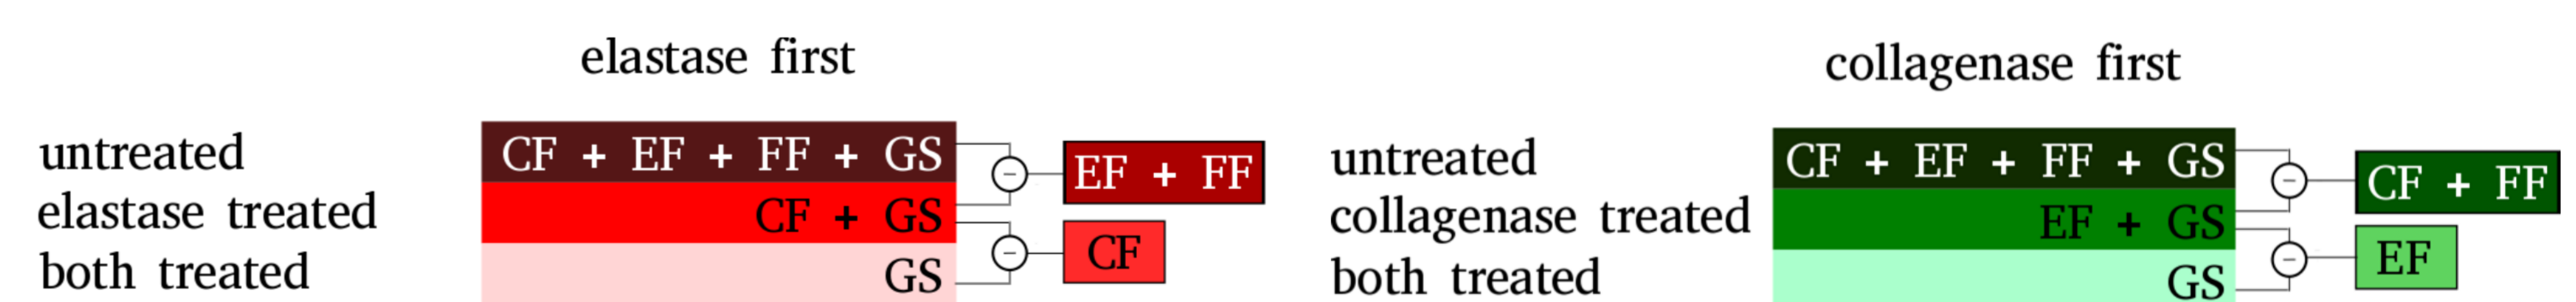 elastase first
untreated
CF + EF + FF + GS
EF + FF
elastase treated
CF + GS
CF
both treated
GS
collagenase first
untreated
CF + EF + FF + GS
CF + FF
collagenase treated
EF + GS
EF
both treated
GS